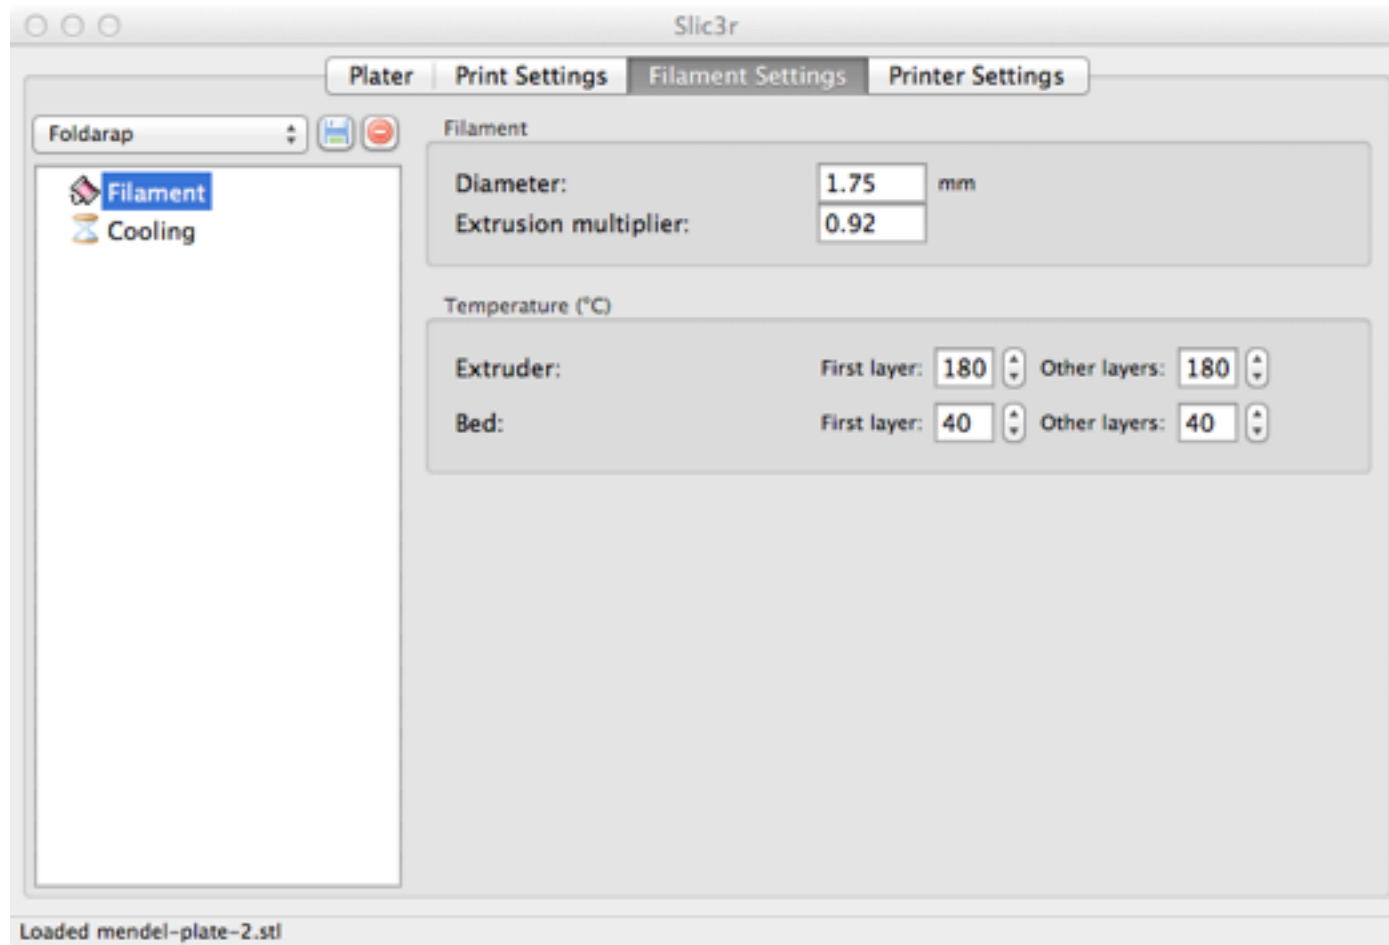 Slic3r
Plater Print Settings Filament Settings Printer Settings
Foldarap
Filament
Cooling
Filament
Diameter: 1.75 mm
Extrusion multiplier: 0.92
Temperature (°C)
Extruder: First layer: 180 Other layers: 180
Bed: First layer: 40 Other layers: 40
Loaded mendel-plate-2.stl